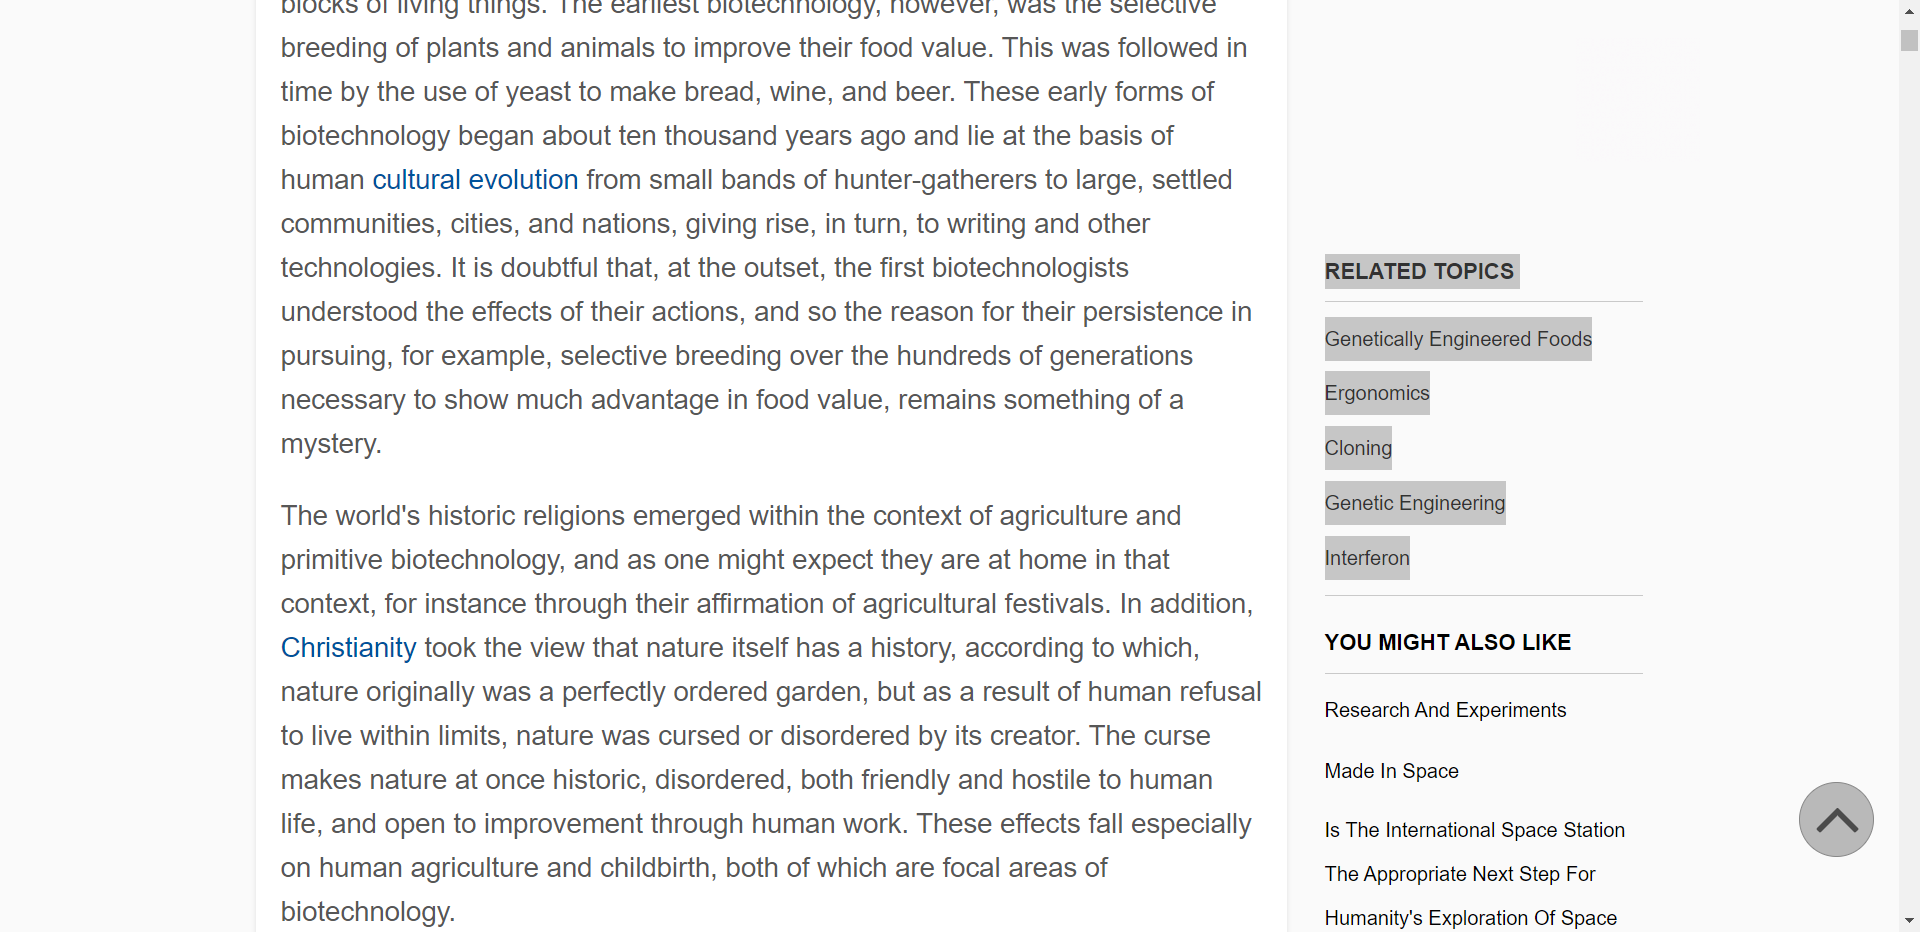 blocks of living things. The earliest biotechnology, however, was the selective
breeding of plants and animals to improve their food value. This was followed in
time by the use of yeast to make bread, wine, and beer. These early forms of
biotechnology began about ten thousand years ago and lie at the basis of
human cultural evolution from small bands of hunter-gatherers to large, settled
communities, cities, and nations, giving rise, in turn, to writing and other
technologies. It is doubtful that, at the outset, the first biotechnologists
understood the effects of their actions, and so the reason for their persistence in
pursuing, for example, selective breeding over the hundreds of generations
necessary to show much advantage in food value, remains something of a
mystery.
The world's historic religions emerged within the context of agriculture and
primitive biotechnology, and as one might expect they are at home in that
context, for instance through their affirmation of agricultural festivals. In addition,
Christianity took the view that nature itself has a history, according to which,
nature originally was a perfectly ordered garden, but as a result of human refusal
to live within limits, nature was cursed or disordered by its creator. The curse
makes nature at once historic, disordered, both friendly and hostile to human
life, and open to improvement through human work. These effects fall especially
on human agriculture and childbirth, both of which are focal areas of
biotechnology.
RELATED TOPICS
Genetically Engineered Foods
Ergonomics
Cloning
Genetic Engineering
Interferon
YOU MIGHT ALSO LIKE
Research And Experiments
Made In Space
Is The International Space Station
The Appropriate Next Step For
Humanity's Exploration Of Space